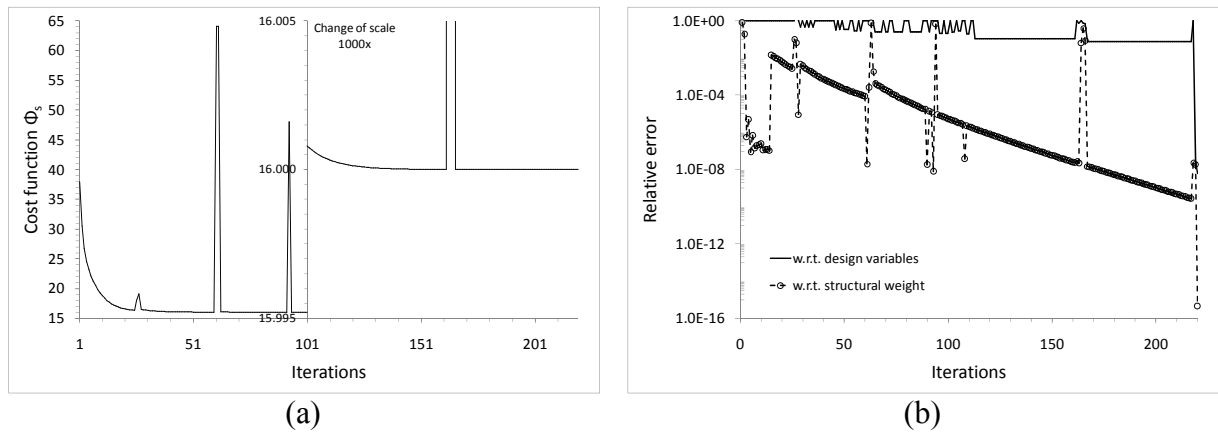 65
60
55
50
45
40
35
30
25
20
15
Cost function Φs
16.005
16.000
15.995
Change of scale
1000x
1
51
101
151
201
Iterations
(a)
1.0E+00
1.0E-04
1.0E-08
1.0E-12
1.0E-16
Relative error
w.r.t. design variables
w.r.t. structural weight
0
50
100
150
200
Iterations
(b)